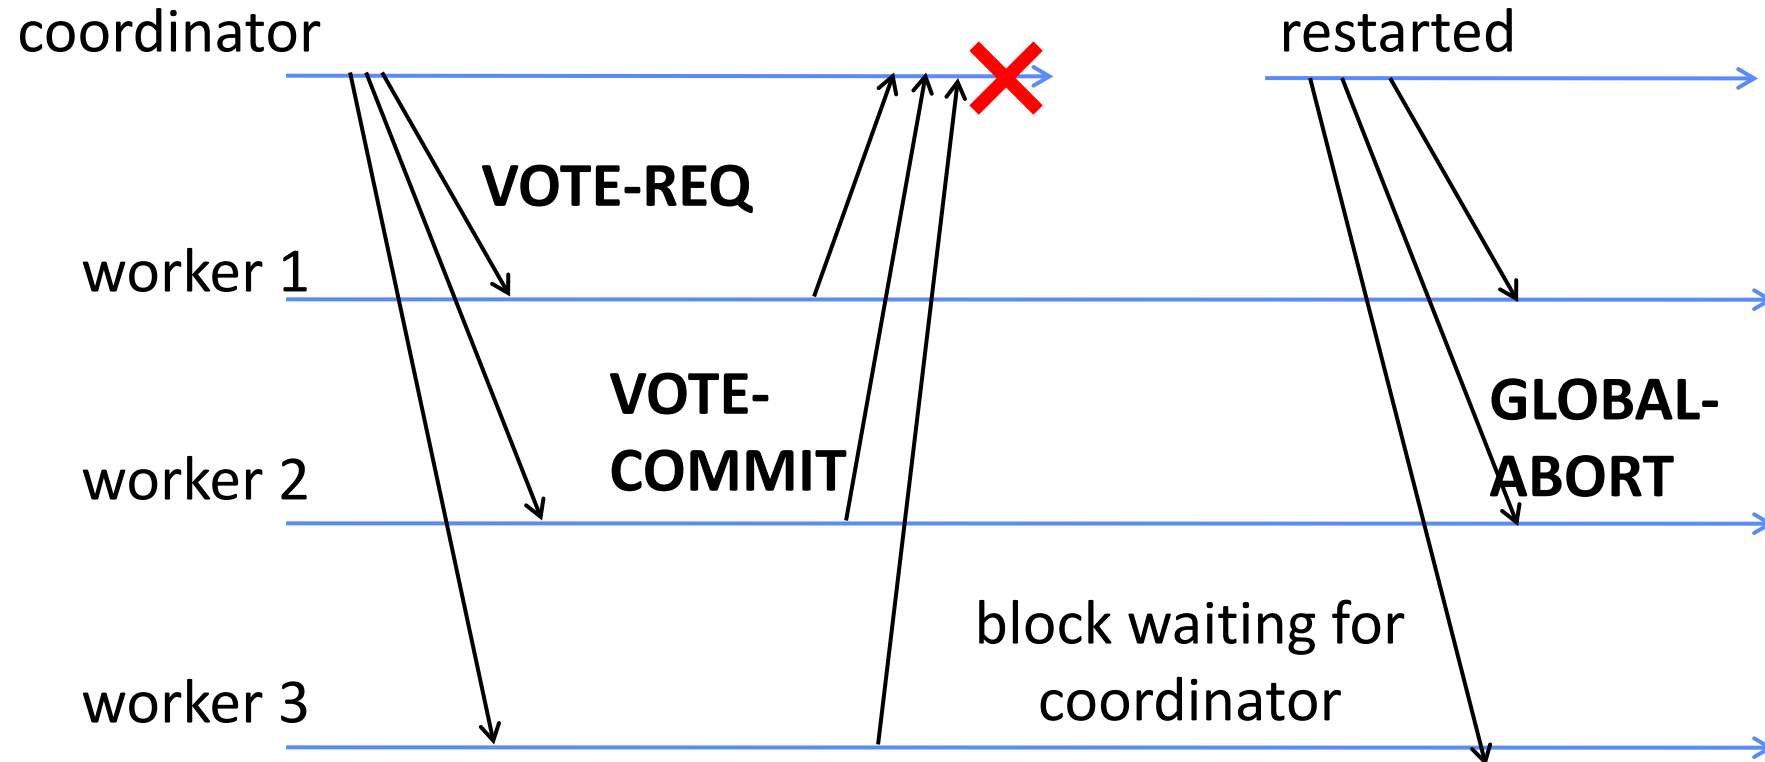 coordinator
restarted
VOTE-REQ
worker 1
VOTE-
COMMIT
GLOBAL-
ABORT
worker 2
block waiting for
coordinator
worker 3